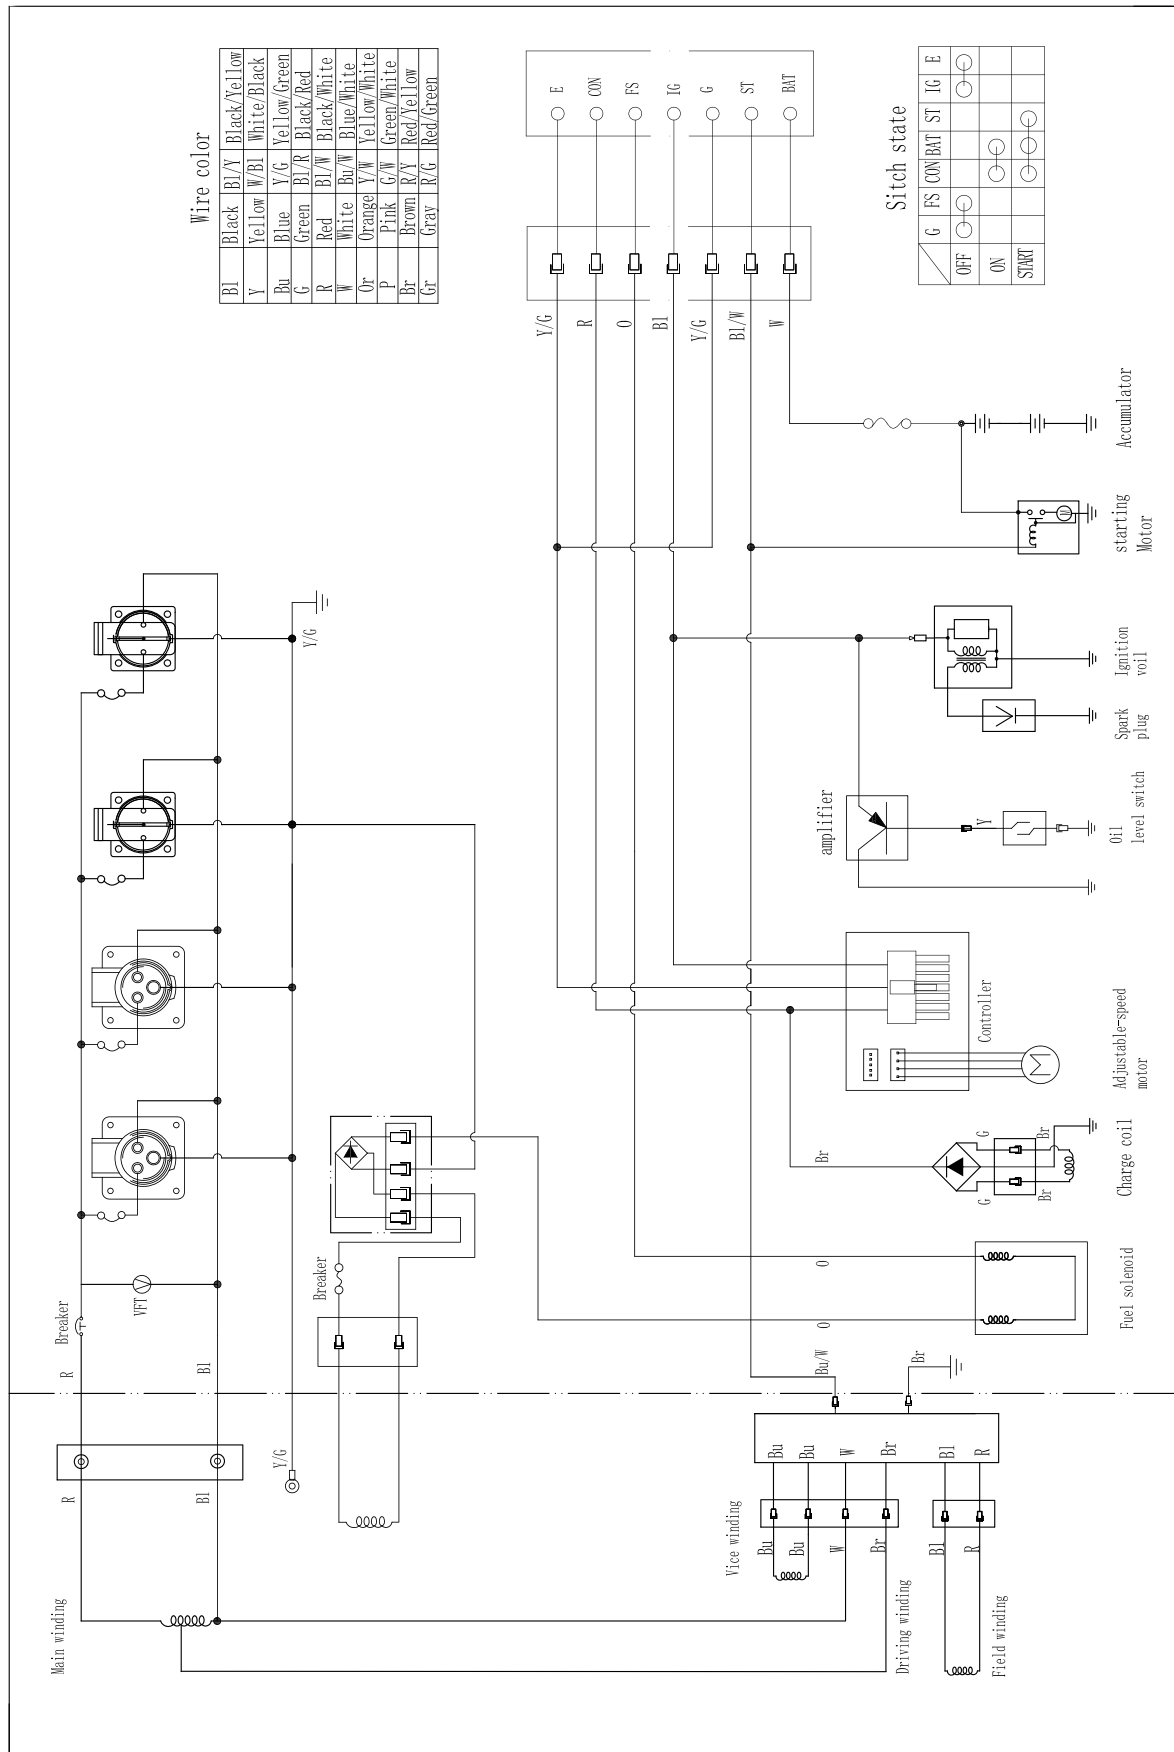 Wire color
Bl Black Bl/Y Black/Yellow
Y Yellow W/Bl White/Black
Bu Blue Y/G Yellow/Green
G Green Bl/R Black/Red
R Red Bl/W Black/White
W White Bu/W Blue/White
Or Orange Y/W Yellow/White
P Pink G/W Green/White
Br Brown R/Y Red/Yellow
Gr Gray R/G Red/Green
E
CON
FS
IG
G
ST
BAT
Y/G
R
O
Bl
Y/G
Bl/W
W
Sitch state
G FS CON BAT ST IG E
OFF
ON
START
Accumulator
starting
Motor
M
Ignition
voil
Spark
plug
amplifier
Y
Oil
level switch
Controller
Adjustable-speed
motor
M
Br
G
G
Br
Br
Charge coil
O
O
Fuel solenoid
Y/G
VFT
Breaker
R
Bl
Breaker
R
Bl
Y/G
Main winding
Bu/W
Br
Bu
Bu
W
Br
Bl
R
Vice winding
Bu
Bu
W
Br
Bl
R
Driving winding
Field winding